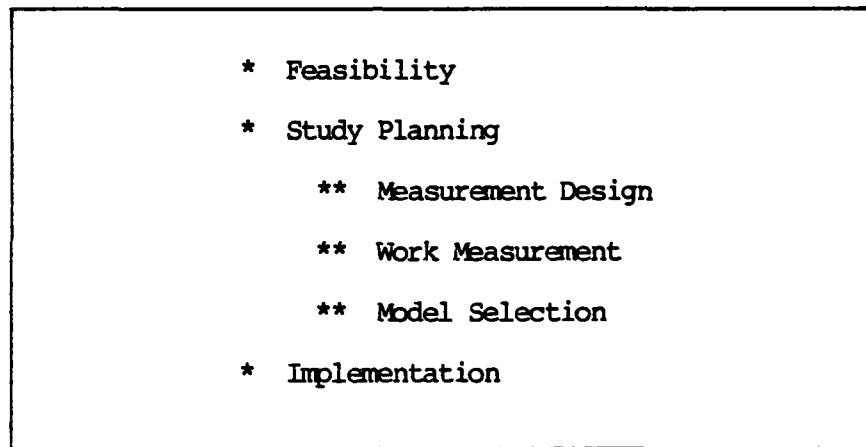 * Feasibility
* Study Planning
** Measurement Design
** Work Measurement
** Model Selection
* Implementation